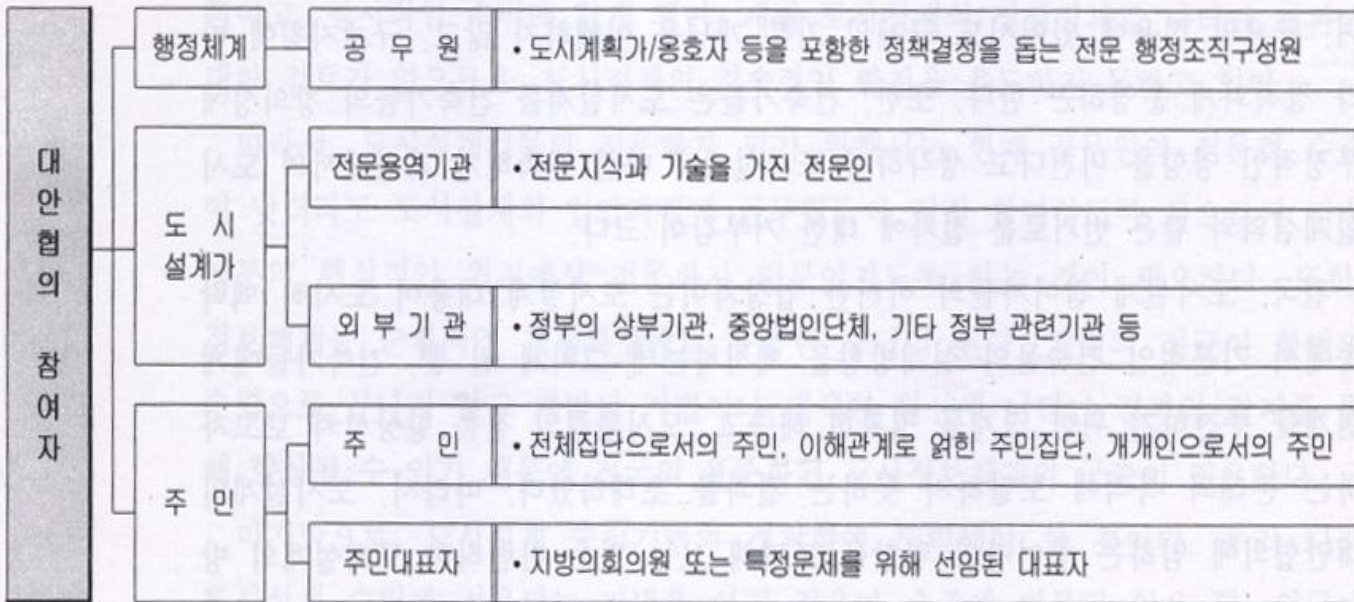 대안협의 참여자
행정체계
공 무 원
• 도시계획가/옹호자 등을 포함한 정책결정을 돕는 전문 행정조직구성원
도 시
설계가
전문용역기관
• 전문지식과 기술을 가진 전문인
외 부 기 관
• 정부의 상부기관, 중앙법인단체, 기타 정부 관련기관 등
주 민
주 민
• 전체집단으로서의 주민, 이해관계로 얽힌 주민집단, 개개인으로서의 주민
주민대표자
• 지방의회의원 또는 특정문제를 위해 선임된 대표자